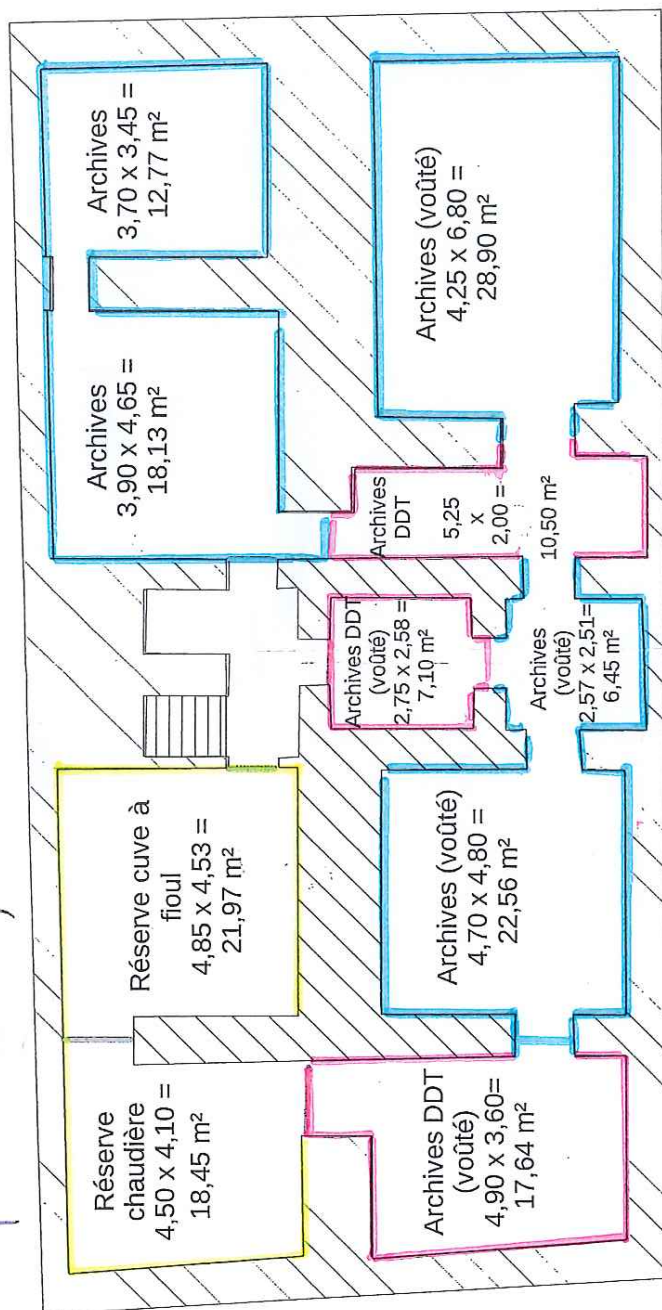 Réserve
chaudière
4,50 x 4,10 =
18,45 m²
Réserve cuve à
fioul
4,85 x 4,53 =
21,97 m²
Archives
3,90 x 4,65 =
18,13 m²
Archives
3,70 x 3,45 =
12,77 m²
Archives DDT
(voûté)
4,90 x 3,60=
17,64 m²
Archives (voûté)
4,70 x 4,80 =
22,56 m²
Archives DDT
(voûté)
2,75 x 2,58 =
7,10 m²
Archives
(voûté)
2,57 x 2,51=
6,45 m²
Archives
DDT
5,25
x
2,00 =
10,50 m²
Archives (voûté)
4,25 x 6,80 =
28,90 m²